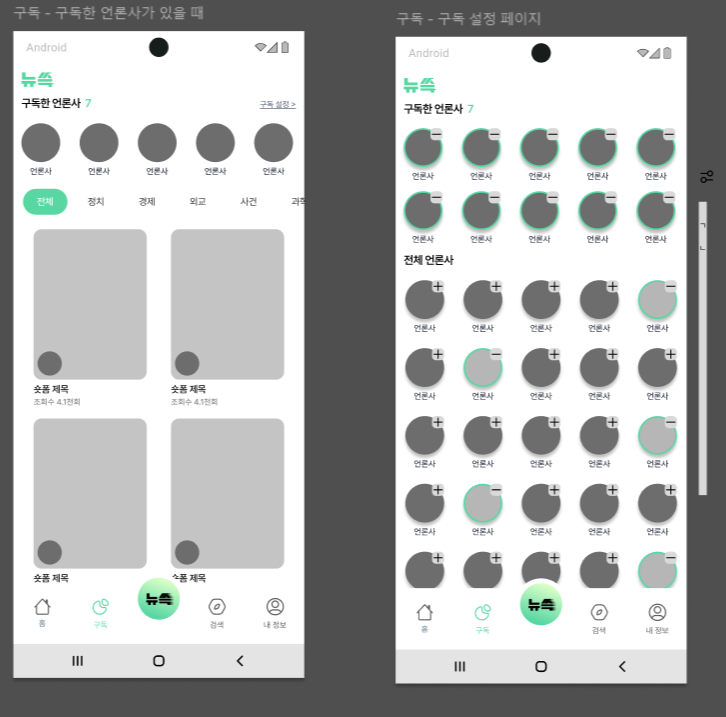 구독 - 구독한 언론사가 있을 때
Android
뉴쏙
구독한 언론사 7
구독 설정 >
언론사 언론사 언론사 언론사 언론사
전체 정치 경제 외교 사건 과학
숏폼 제목 숏폼 제목
조회수 4.1천회 조회수 4.1천회
숏폼 제목 숏폼 제목
뉴쏙
홈 구독 검색 내 정보
구독 - 구독 설정 페이지
Android
뉴쏙
구독한 언론사 7
언론사 언론사 언론사 언론사 언론사
언론사 언론사 언론사 언론사 언론사
전체 언론사
언론사 언론사 언론사 언론사 언론사
언론사 언론사 언론사 언론사 언론사
언론사 언론사 언론사 언론사 언론사
언론사 언론사 언론사 언론사 언론사
뉴쏙
홈 구독 검색 내 정보